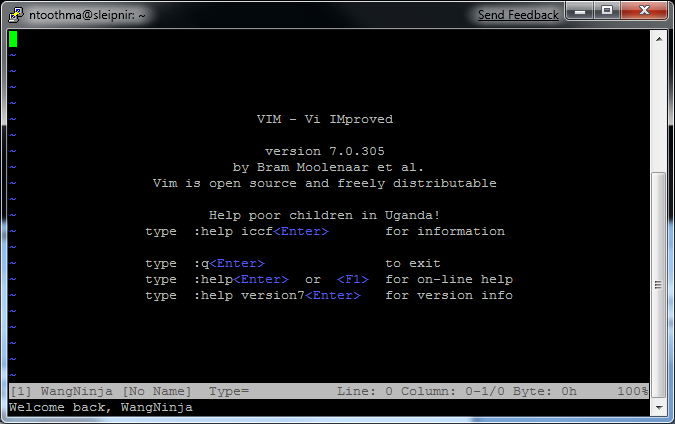 ntoothma@sleipnir: ~ Send Feedback
~
~
~
~
~
VIM - Vi IMproved
~
~
version 7.0.305
~
by Bram Moolenaar et al.
~
Vim is open source and freely distributable
~
~
Help poor children in Uganda!
~
type :help iccf<Enter> for information
~
~
type :q<Enter> to exit
~
type :help<Enter> or <F1> for on-line help
~
type :help version7<Enter> for version info
~
~
~
~
~
~
[1] WangNinja [No Name] Type= Line: 0 Column: 0-1/0 Byte: 0h 100%
Welcome back, WangNinja